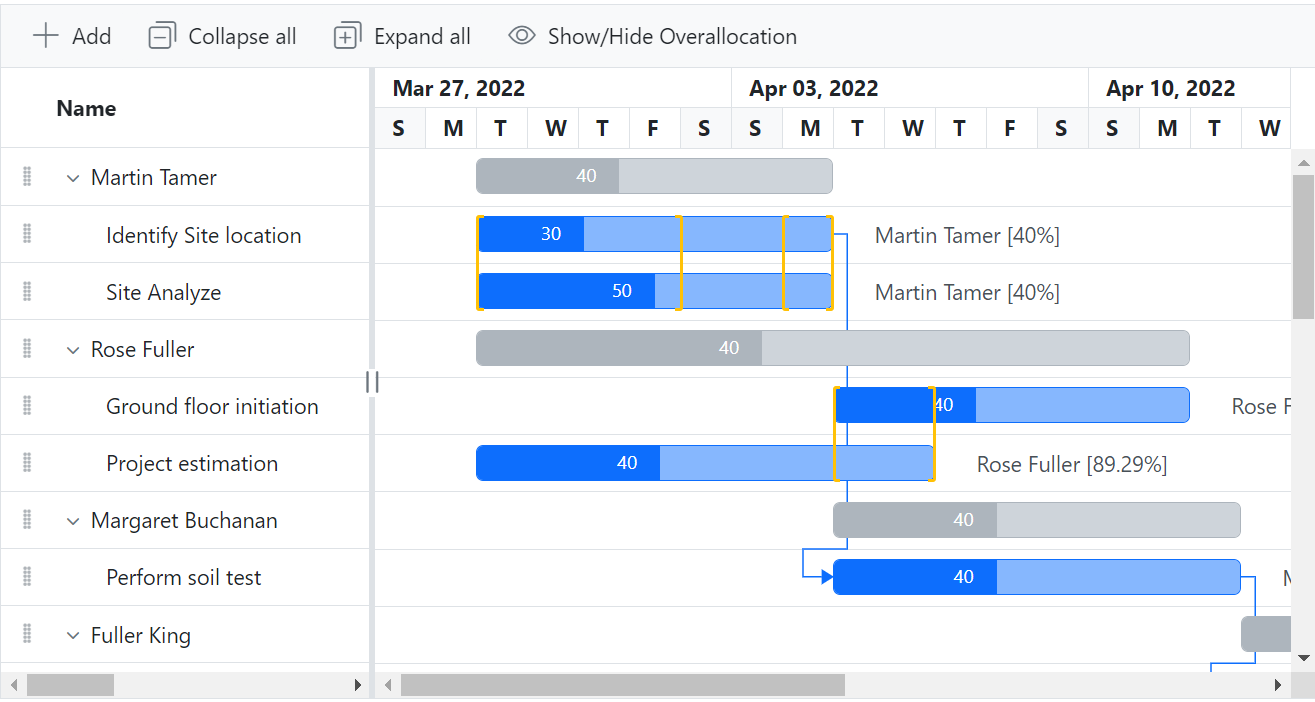 Add Collapse all Expand all Show/Hide Overallocation
Name
Mar 27, 2022 Apr 03, 2022 Apr 10, 2022
S M T W T F S S M T W T F S S M T W
Martin Tamer 40
Identify Site location 30 Martin Tamer [40%]
Site Analyze 50 Martin Tamer [40%]
Rose Fuller 40
Ground floor initiation 40 Rose
Project estimation 40 Rose Fuller [89.29%]
Margaret Buchanan 40
Perform soil test 40
Fuller King